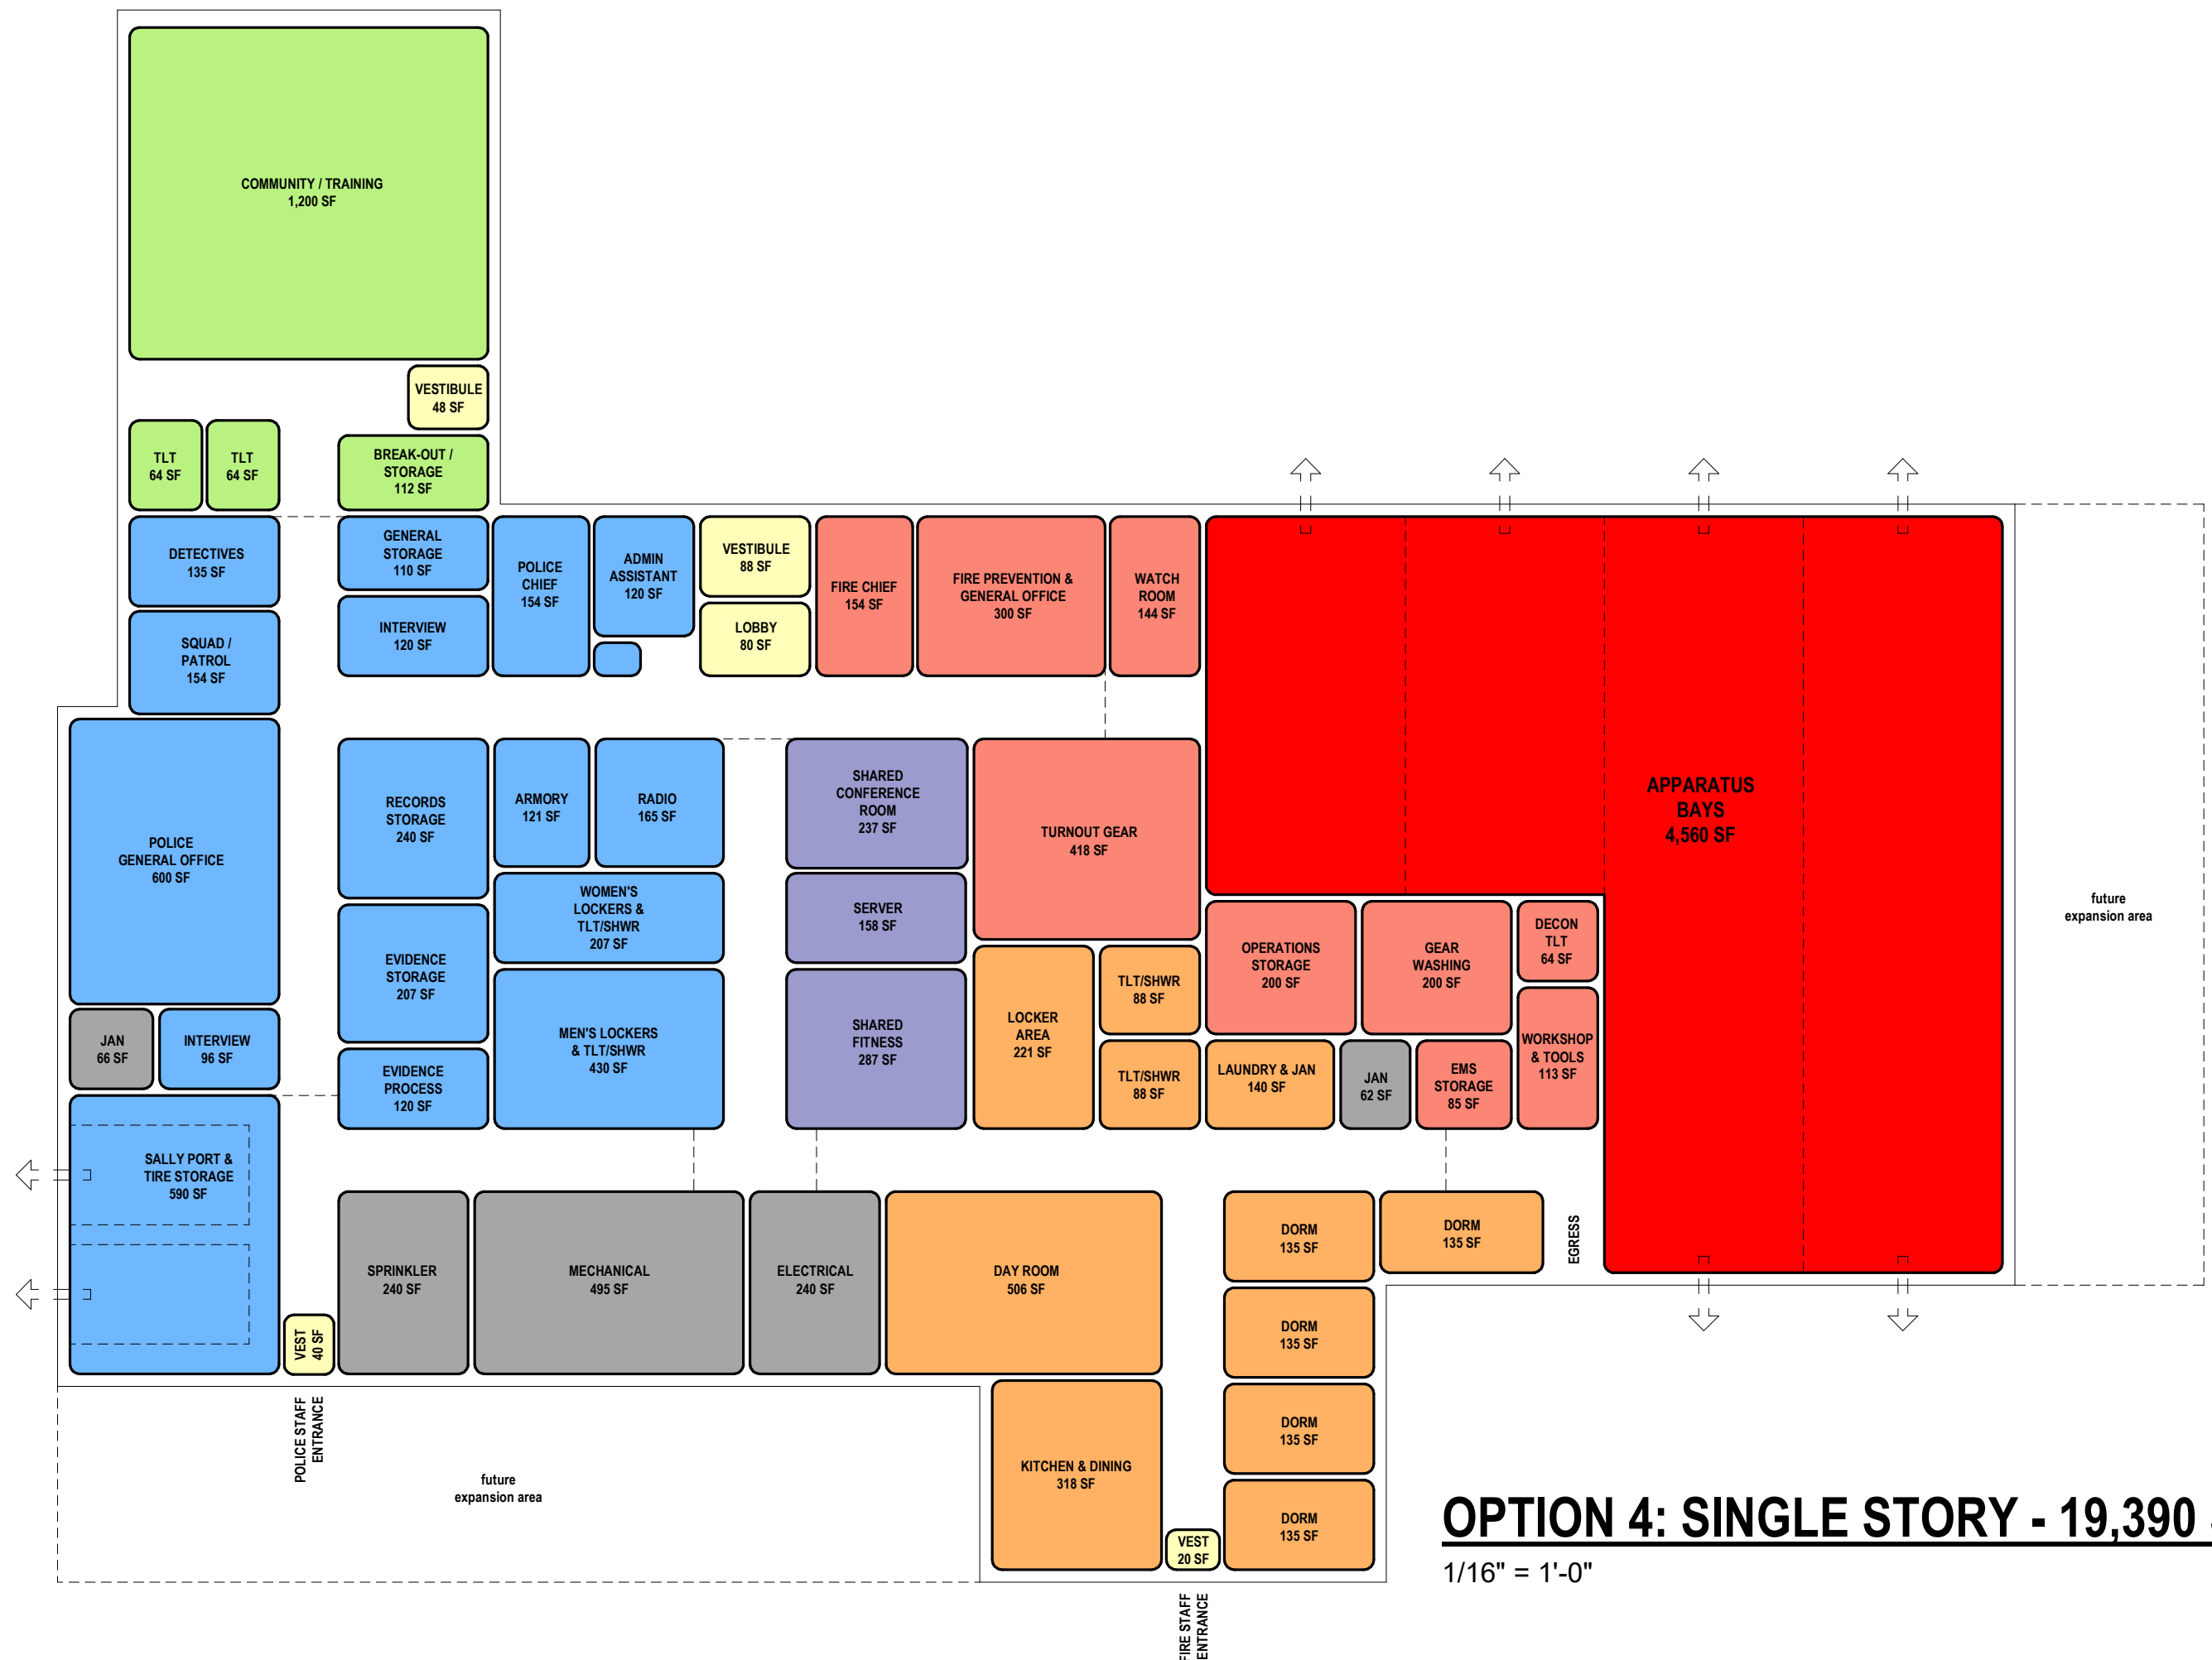 COMMUNITY / TRAINING
1,200 SF
VESTIBULE
48 SF
TLT
64 SF
TLT
64 SF
BREAK-OUT /
STORAGE
112 SF
DETECTIVES
135 SF
GENERAL
STORAGE
110 SF
POLICE
CHIEF
154 SF
ADMIN
ASSISTANT
120 SF
VESTIBULE
88 SF
FIRE CHIEF
154 SF
FIRE PREVENTION &
GENERAL OFFICE
300 SF
WATCH
ROOM
144 SF
INTERVIEW
120 SF
LOBBY
80 SF
SQUAD /
PATROL
154 SF
POLICE
GENERAL OFFICE
600 SF
RECORDS
STORAGE
240 SF
ARMORY
121 SF
RADIO
165 SF
SHARED
CONFERENCE
ROOM
237 SF
TURNOUT GEAR
418 SF
APPARATUS
BAYS
4,560 SF
WOMEN'S
LOCKERS &
TLT/SHWR
207 SF
SERVER
158 SF
future
expansion area
EVIDENCE
STORAGE
207 SF
OPERATIONS
STORAGE
200 SF
GEAR
WASHING
200 SF
DECON
TLT
64 SF
TLT/SHWR
88 SF
LOCKER
AREA
221 SF
JAN
66 SF
INTERVIEW
96 SF
MEN'S LOCKERS
& TLT/SHWR
430 SF
SHARED
FITNESS
287 SF
WORKSHOP
& TOOLS
113 SF
EVIDENCE
PROCESS
120 SF
TLT/SHWR
88 SF
LAUNDRY & JAN
140 SF
JAN
62 SF
EMS
STORAGE
85 SF
SALLY PORT &
TIRE STORAGE
590 SF
SPRINKLER
240 SF
MECHANICAL
495 SF
ELECTRICAL
240 SF
DAY ROOM
506 SF
DORM
135 SF
DORM
135 SF
EGRESS
VEST
40 SF
DORM
135 SF
POLICE STAFF
ENTRANCE
DORM
135 SF
future
expansion area
KITCHEN & DINING
318 SF
DORM
135 SF
VEST
20 SF
FIRE STAFF
ENTRANCE
OPTION 4: SINGLE STORY - 19,390
1/16" = 1'-0"